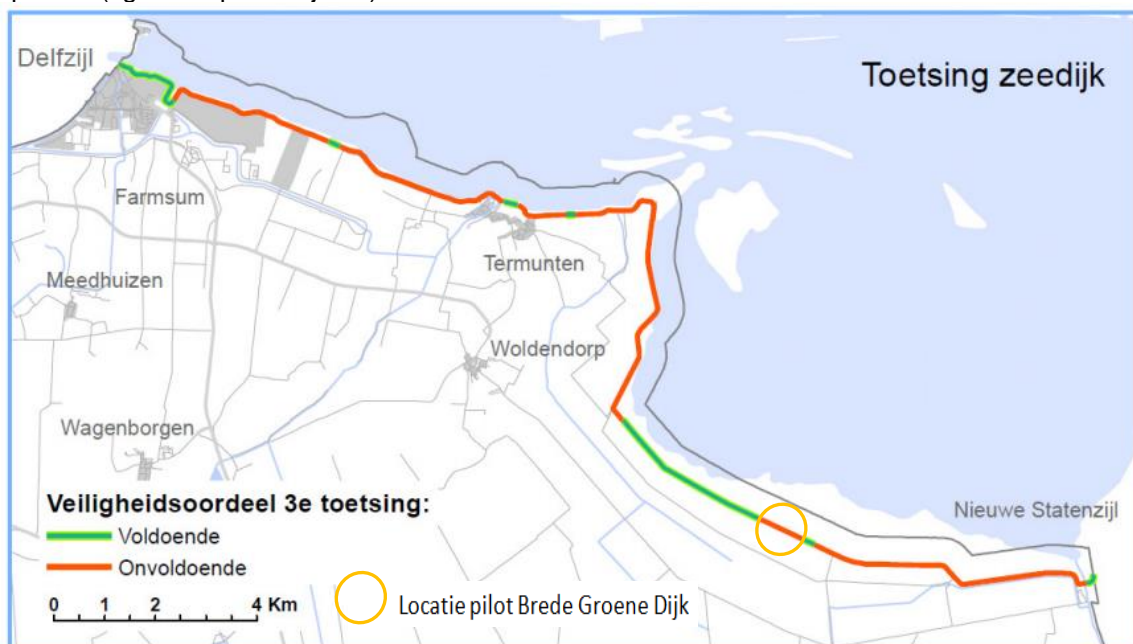 Delfzijl
Toetsing zeedijk
Farmsum
Termunten
Meedhuizen
Woldendorp
Wagenborgen
Nieuwe Statenzijl
Veiligheidsoordeel 3e toetsing:
Voldoende
Onvoldoende
0 1 2 4 Km
Locatie pilot Brede Groene Dijk